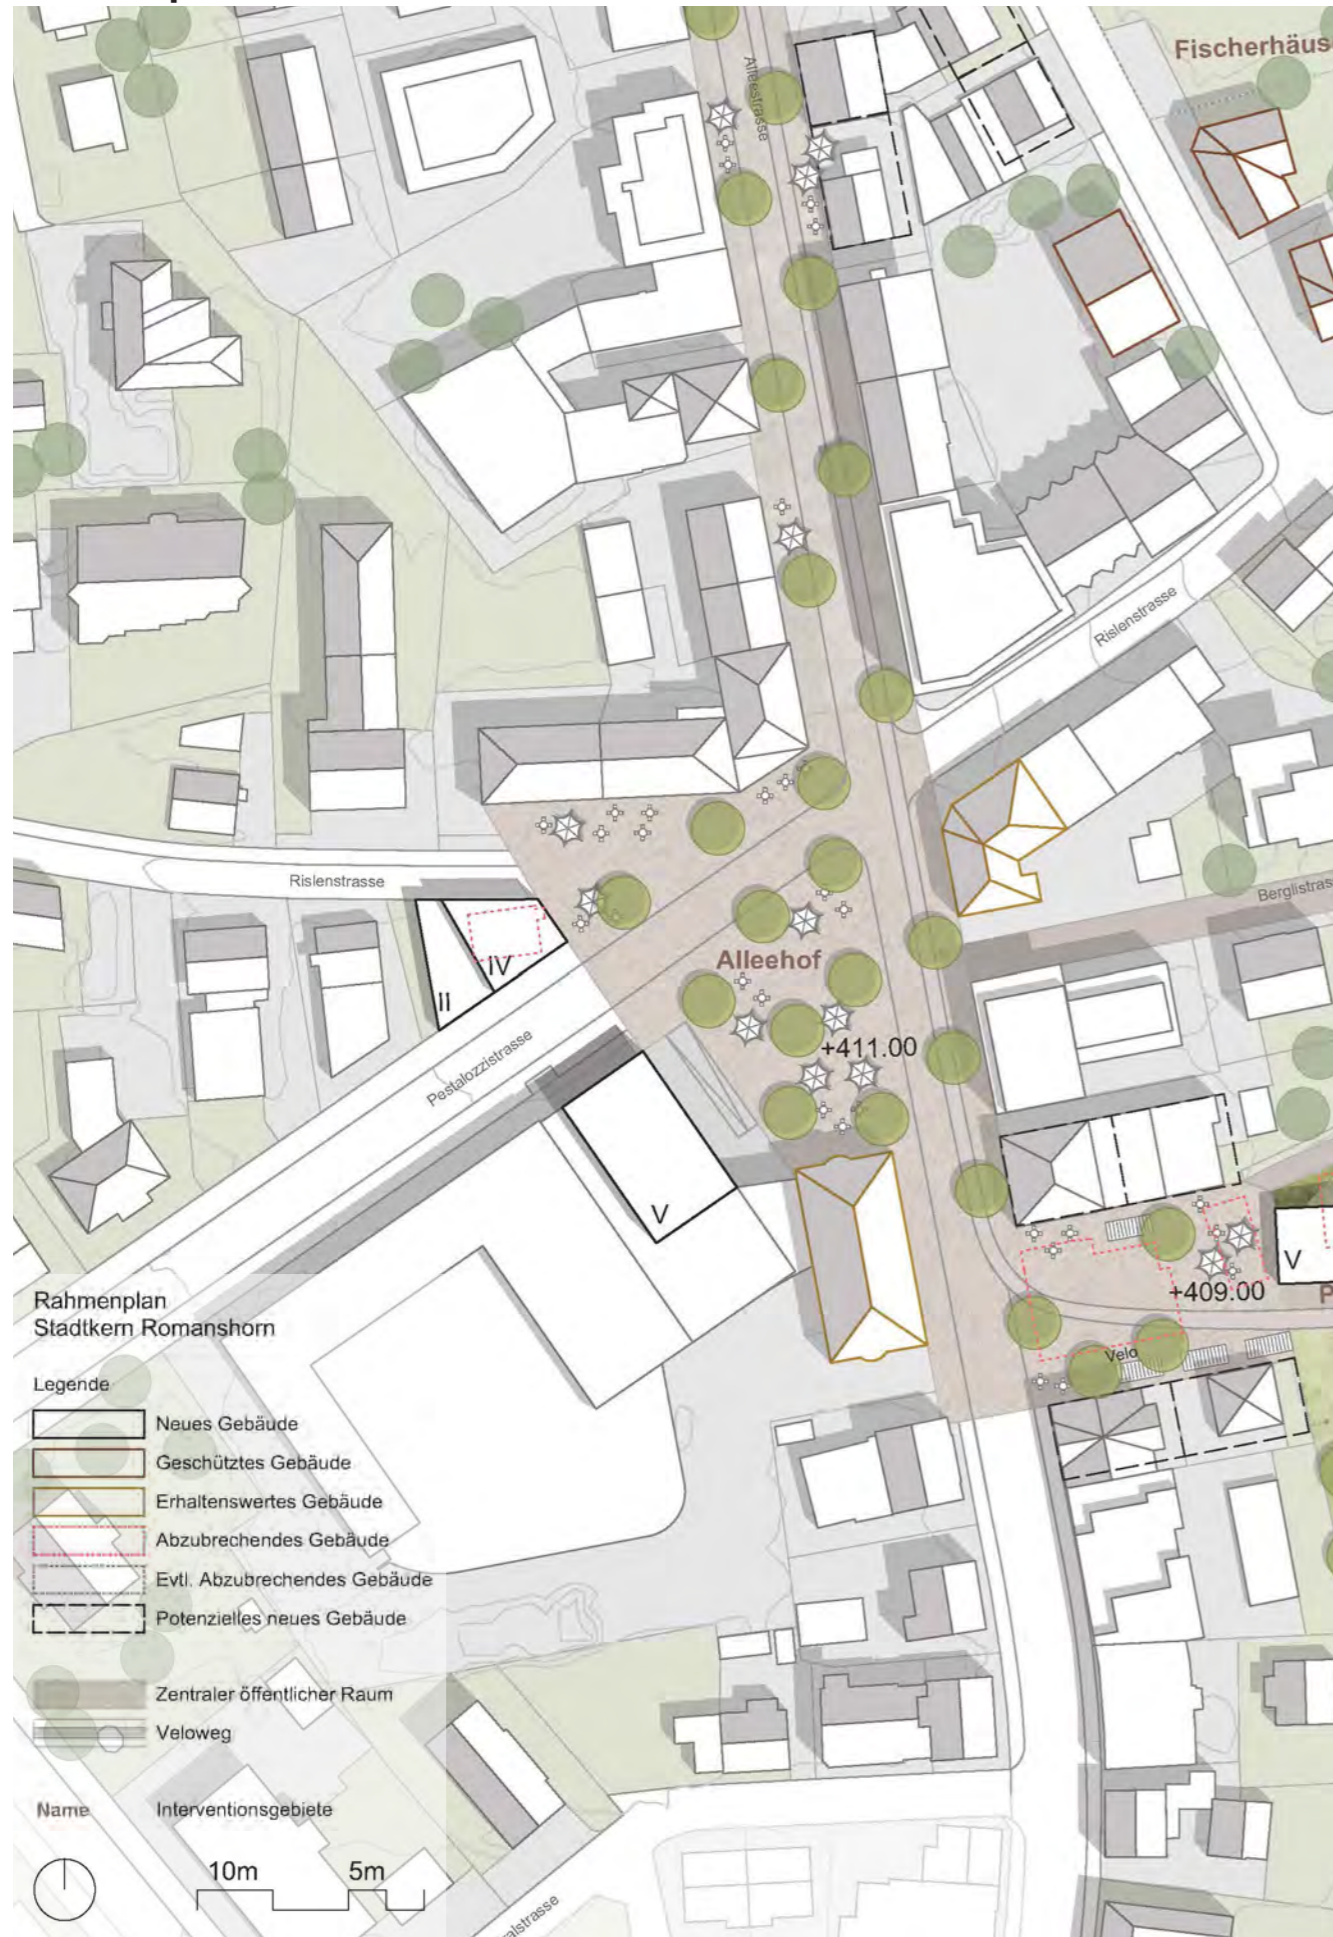 Alleestrasse
Fischerhäus
Rislenstrasse
Rislenstrasse
Berglistras
IV
II
Alleehof
Pestalozzistrasse
+411.00
V
V
+409.00
P
Velo
Rahmenplan
Stadtkern Romanshorn
Legende
Neues Gebäude
Geschütztes Gebäude
Erhaltenswertes Gebäude
Abzubrechendes Gebäude
Evtl. Abzubrechendes Gebäude
Potenzielles neues Gebäude
Zentraler öffentlicher Raum
Veloweg
Name Interventionsgebiete
10m 5m
alstrasse